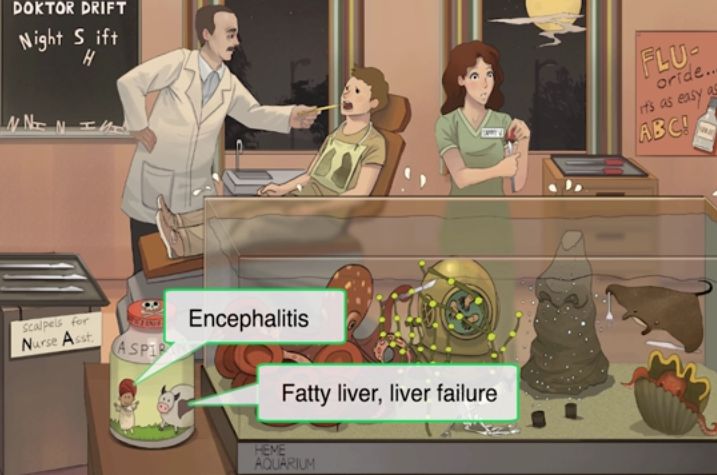 DOKTOR DRIFT
Night S ift
H
FLU-
oride...
it's as easy as
ABC!
scalpels for
Nurse Asst.
ASPIR
Encephalitis
Fatty liver, liver failure
HEME
AQUARIUM